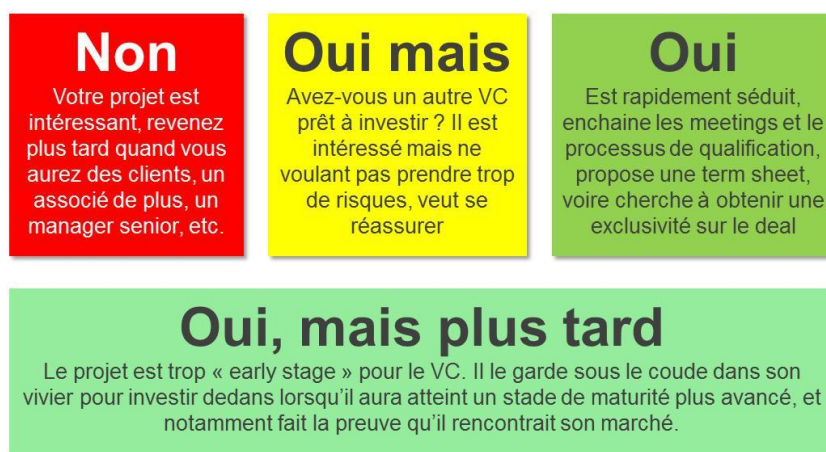 Non
Votre projet est
intéressant, revenez
plus tard quand vous
aurez des clients, un
associé de plus, un
manager senior, etc.
Oui mais
Avez-vous un autre VC
prêt à investir ? Il est
intéressé mais ne
voulant pas prendre trop
de risques, veut se
réassurer
Oui
Est rapidement séduit,
enchaine les meetings et le
processus de qualification,
propose une term sheet,
voire cherche à obtenir une
exclusivité sur le deal
Oui, mais plus tard
Le projet est trop « early stage » pour le VC. Il le garde sous le coude dans son
vivier pour investir dedans lorsqu'il aura atteint un stade de maturité plus avancé, et
notamment fait la preuve qu'il rencontrait son marché.